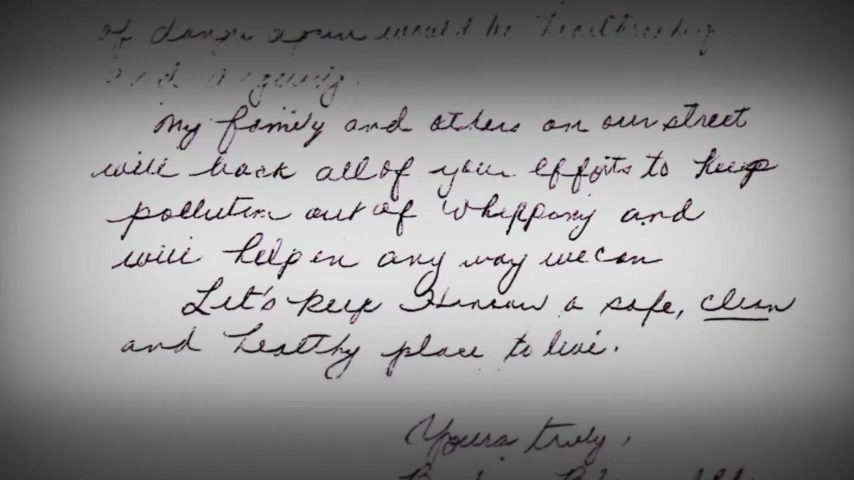 of danger again would be heartbreaking
and
My family and others on our street
will back all of your efforts to keep
pollution out of Whippany and
will help in any way we can
Let's keep Hanover a safe, clean
and healthy place to live.
Yours truly,